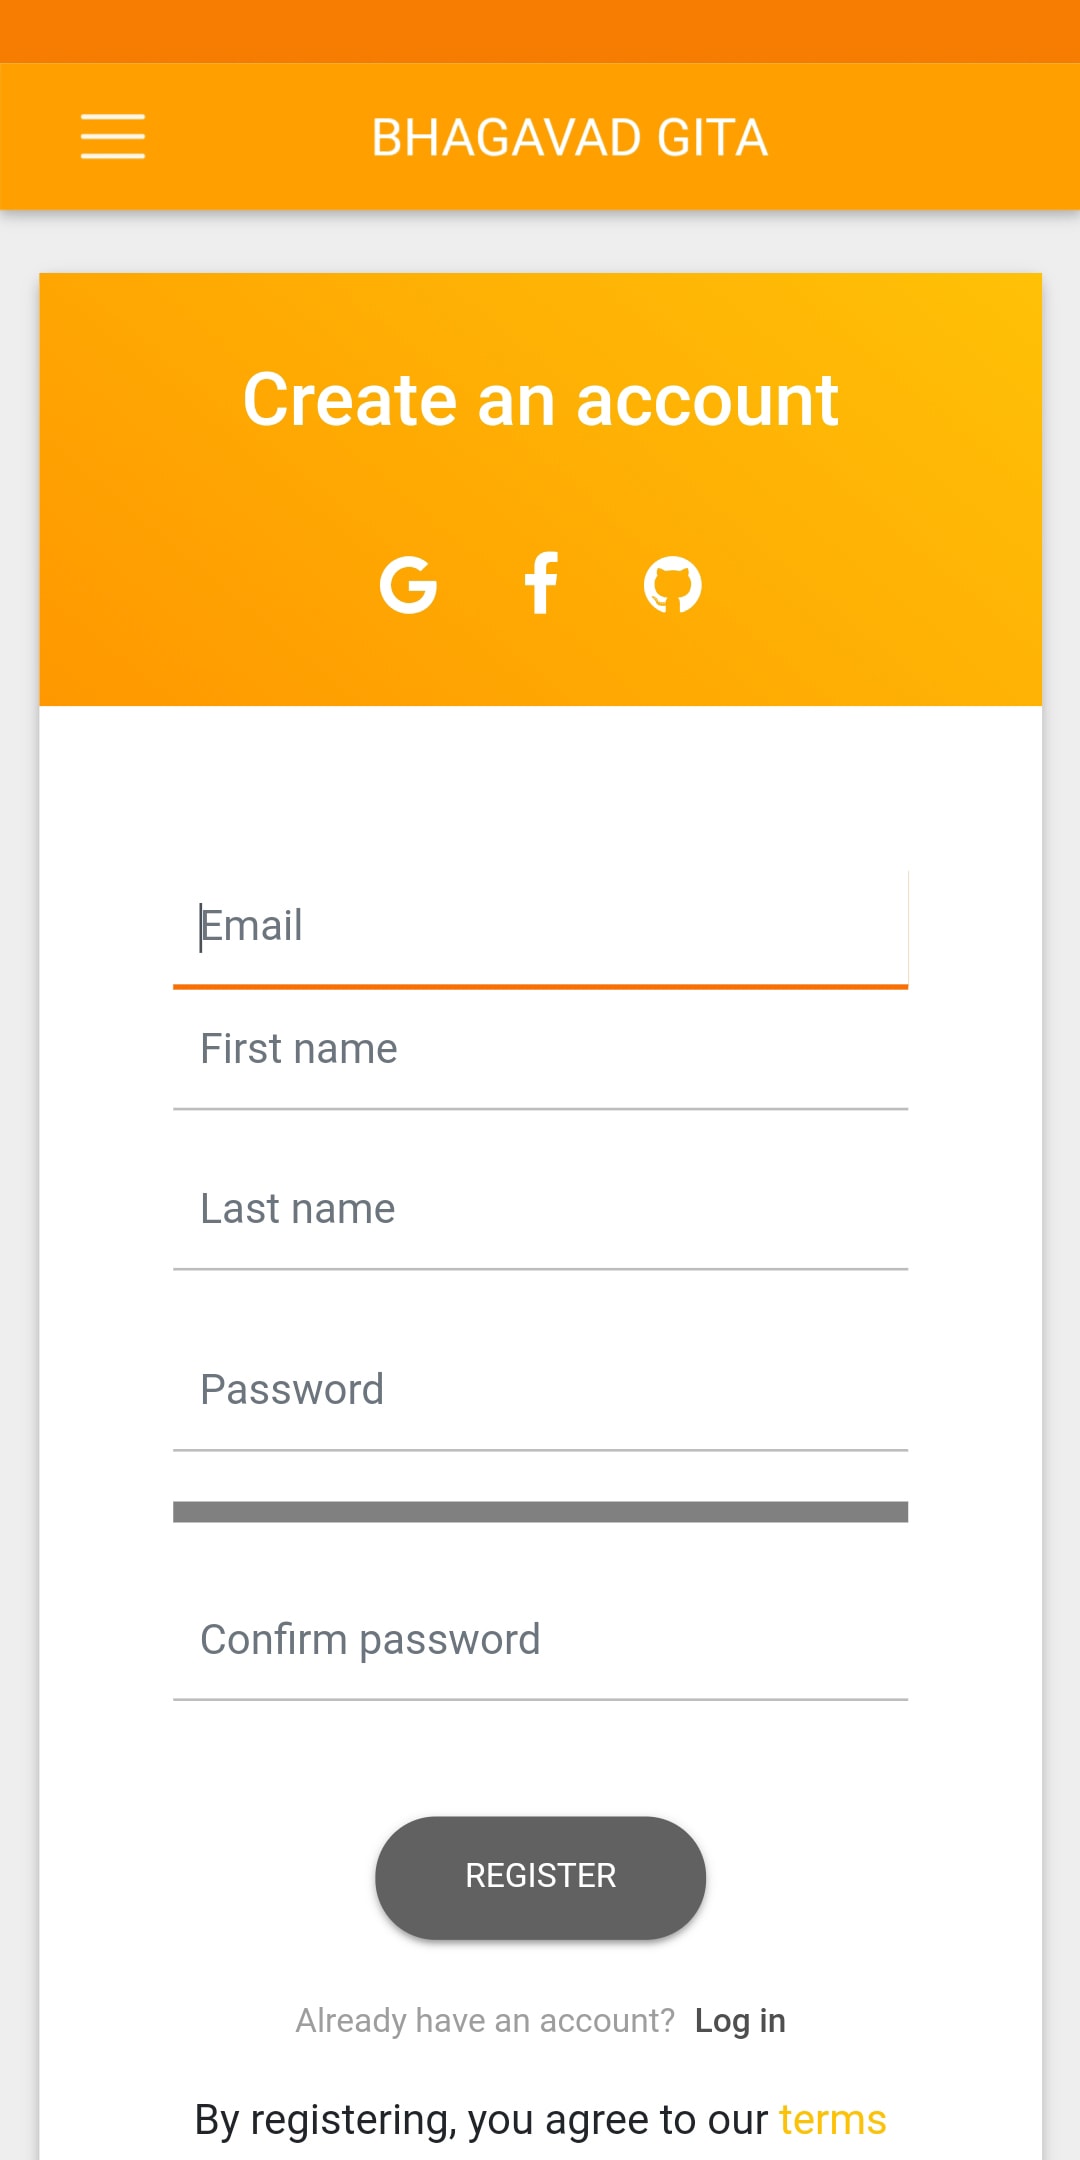 BHAGAVAD GITA
Create an account
Email
First name
Last name
Password
Confirm password
REGISTER
Already have an account? Log in
By registering, you agree to our terms